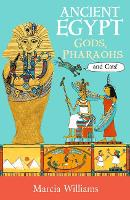 ANCIENT
EGYPT
GODS,
PHARAOHS
and Cats!
Marcia Williams